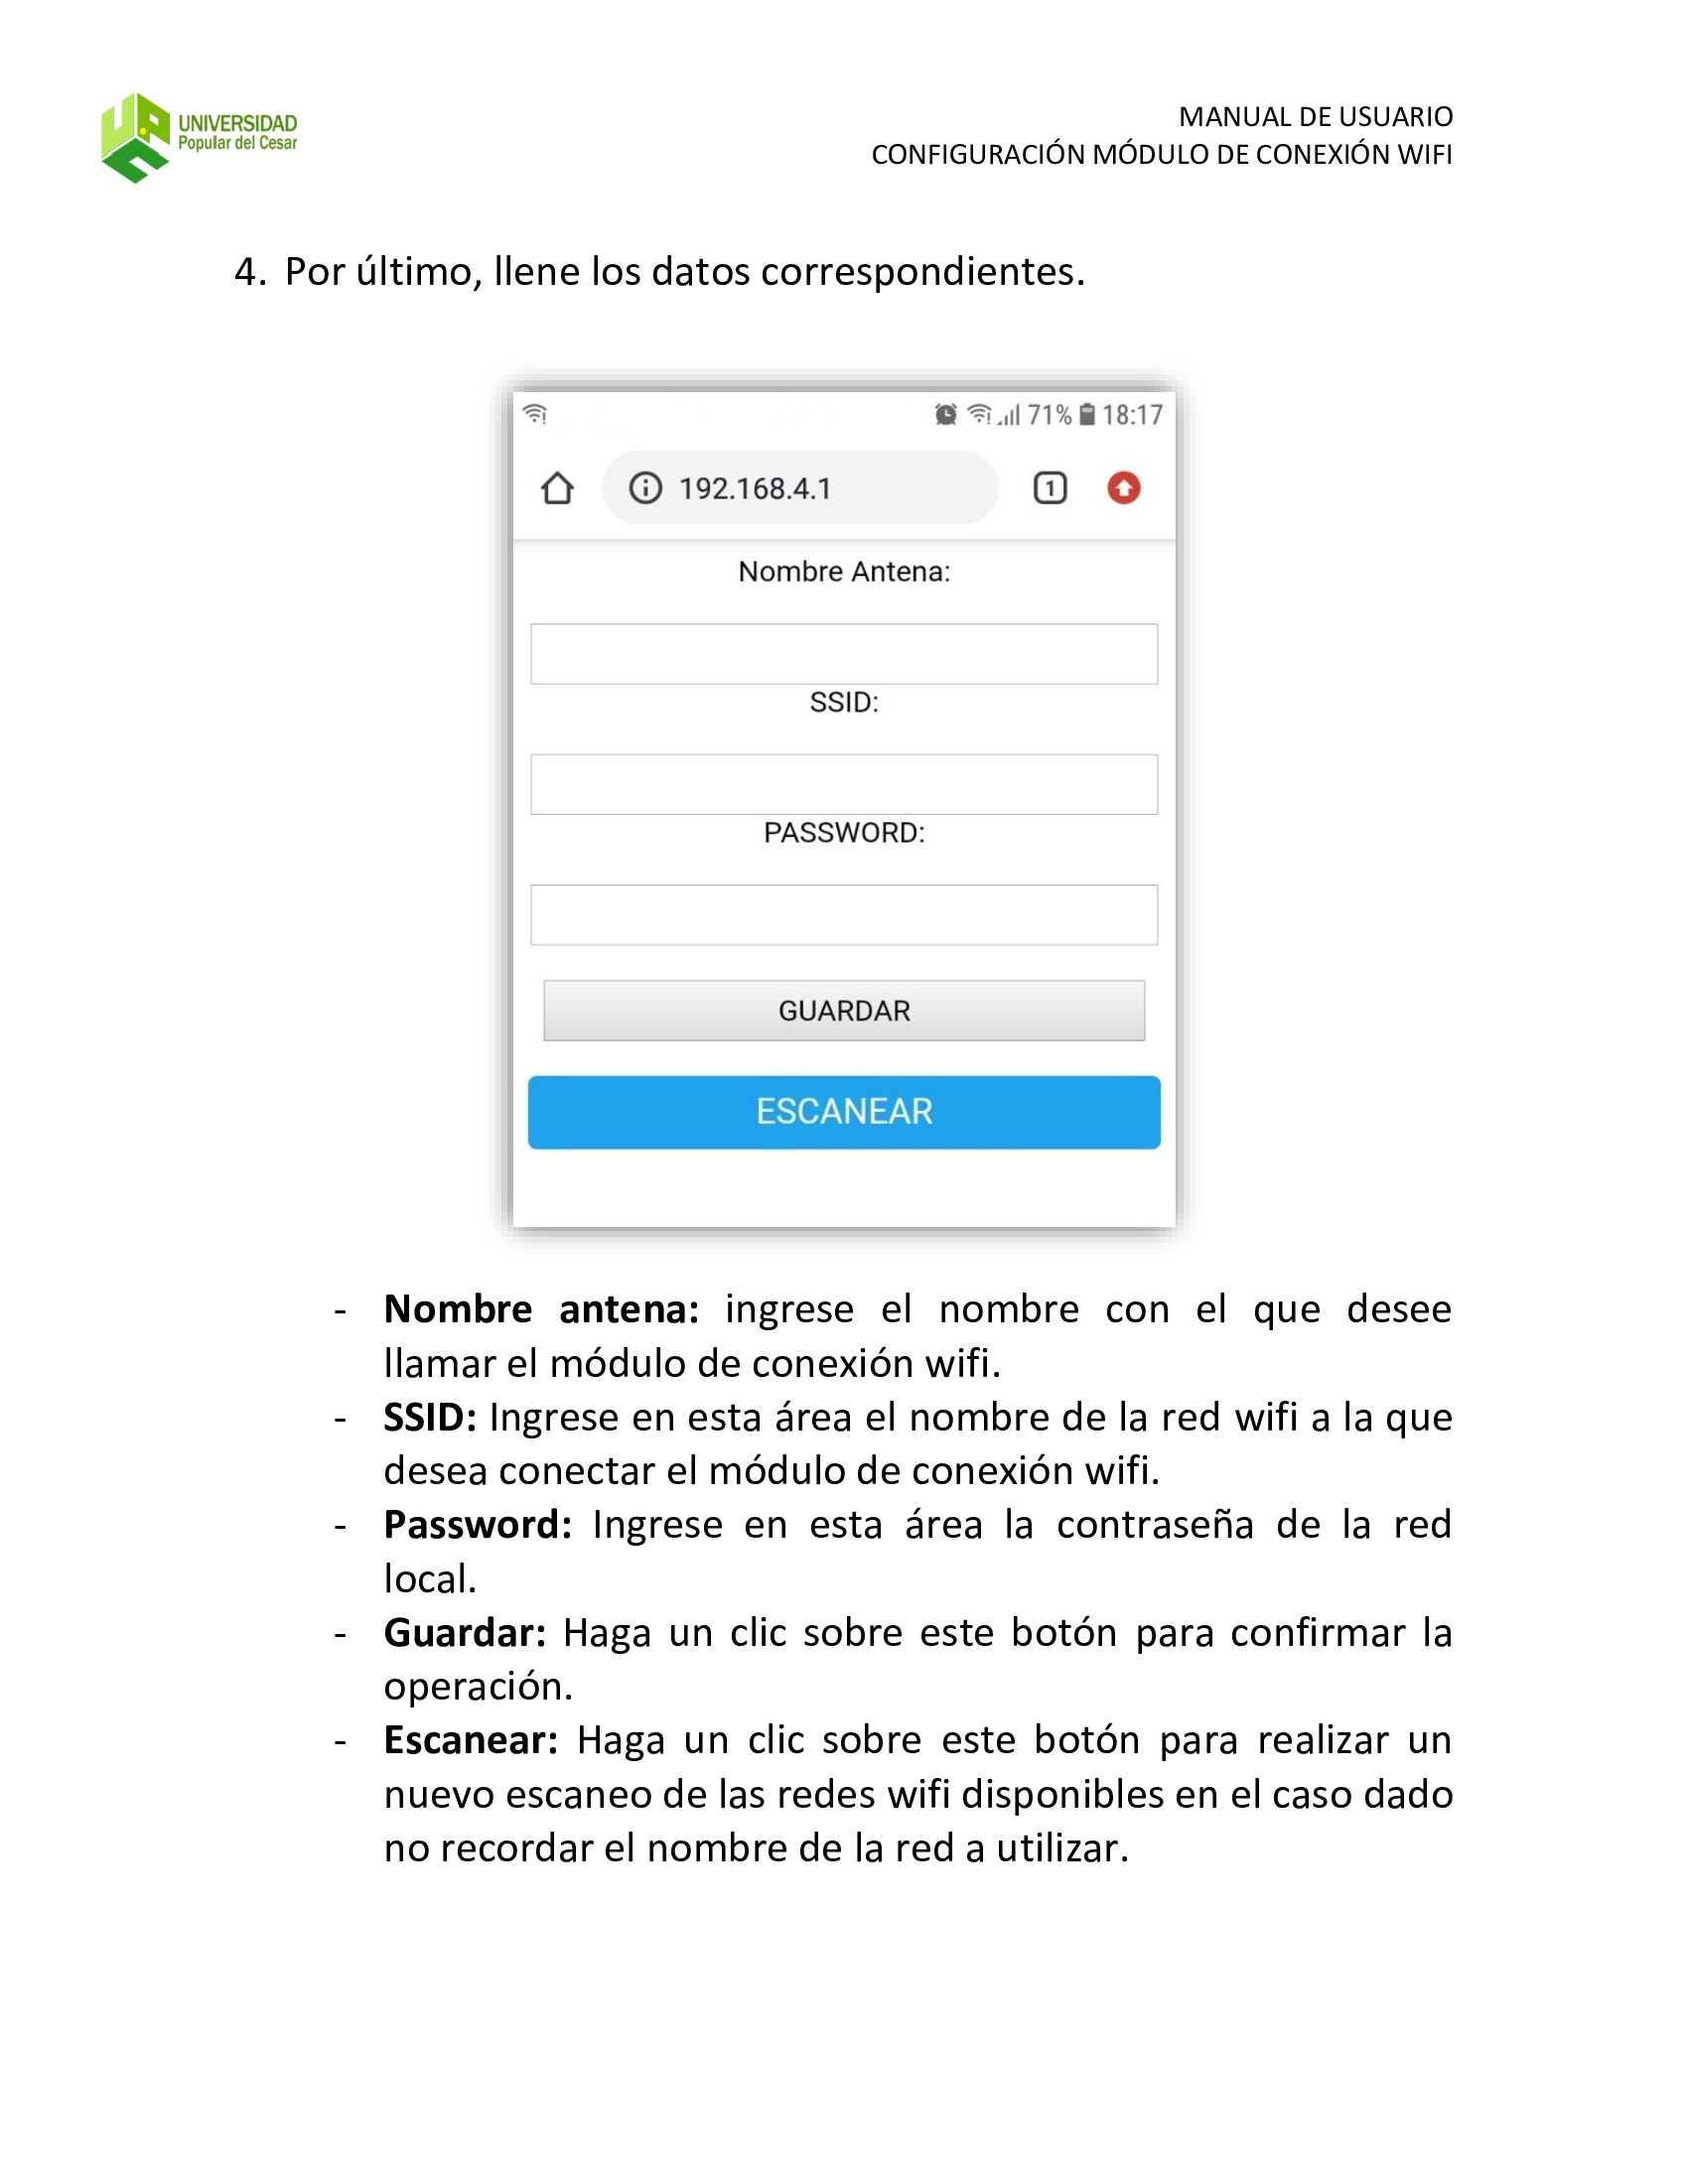 UNIVERSIDAD
Popular del Cesar
MANUAL DE USUARIO
CONFIGURACIÓN MÓDULO DE CONEXIÓN WIFI
4. Por último, llene los datos correspondientes.
71% 18:17
192.168.4.1
1
Nombre Antena:
SSID:
PASSWORD:
GUARDAR
ESCANEAR
- Nombre antena: ingrese el nombre con el que desee
llamar el módulo de conexión wifi.
- SSID: Ingrese en esta área el nombre de la red wifi a la que
desea conectar el módulo de conexión wifi.
- Password: Ingrese en esta área la contraseña de la red
local.
- Guardar: Haga un clic sobre este botón para confirmar la
operación.
- Escanear: Haga un clic sobre este botón para realizar un
nuevo escaneo de las redes wifi disponibles en el caso dado
no recordar el nombre de la red a utilizar.